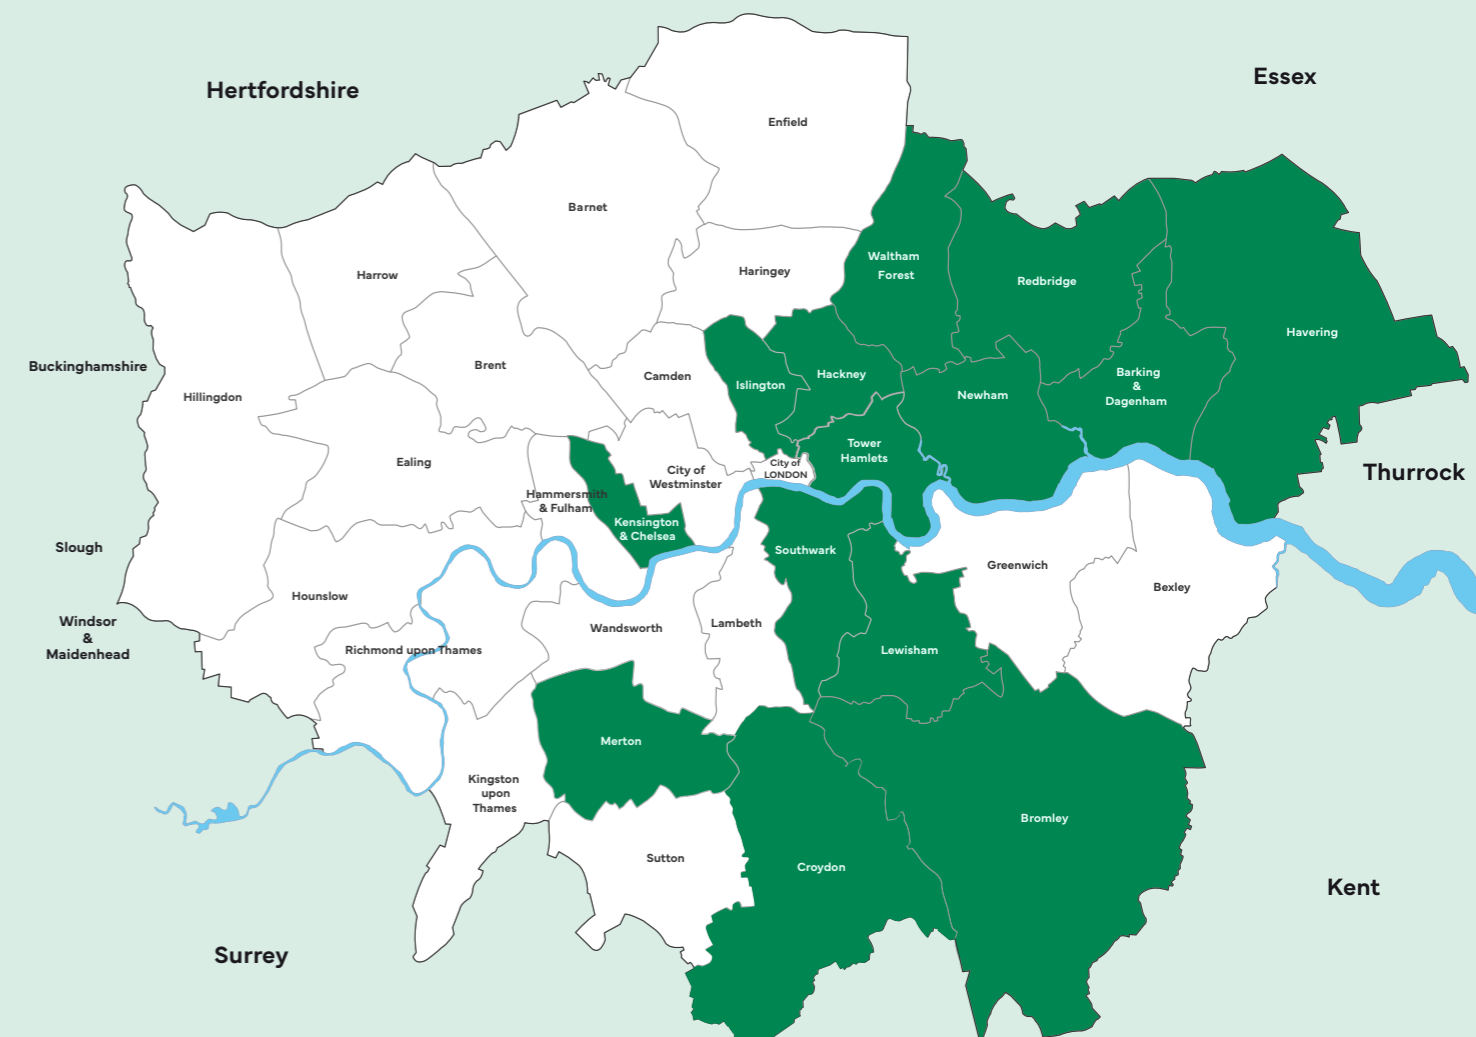 Hertfordshire
Essex
Enfield
Barnet
Waltham
Forest
Harrow
Haringey
Redbridge
Havering
Buckinghamshire
Brent
Camden
Hackney
Islington
Barking
&
Dagenham
Hillingdon
Newham
Ealing
Tower
Hamlets
City of
LONDON
City of
Westminster
Thurrock
Hammersmith
& Fulham
Kensington
& Chelsea
Slough
Southwark
Greenwich
Bexley
Hounslow
Windsor
&
Maidenhead
Wandsworth
Lambeth
Richmond upon Thames
Lewisham
Merton
Kingston
upon
Thames
Bromley
Sutton
Croydon
Kent
Surrey